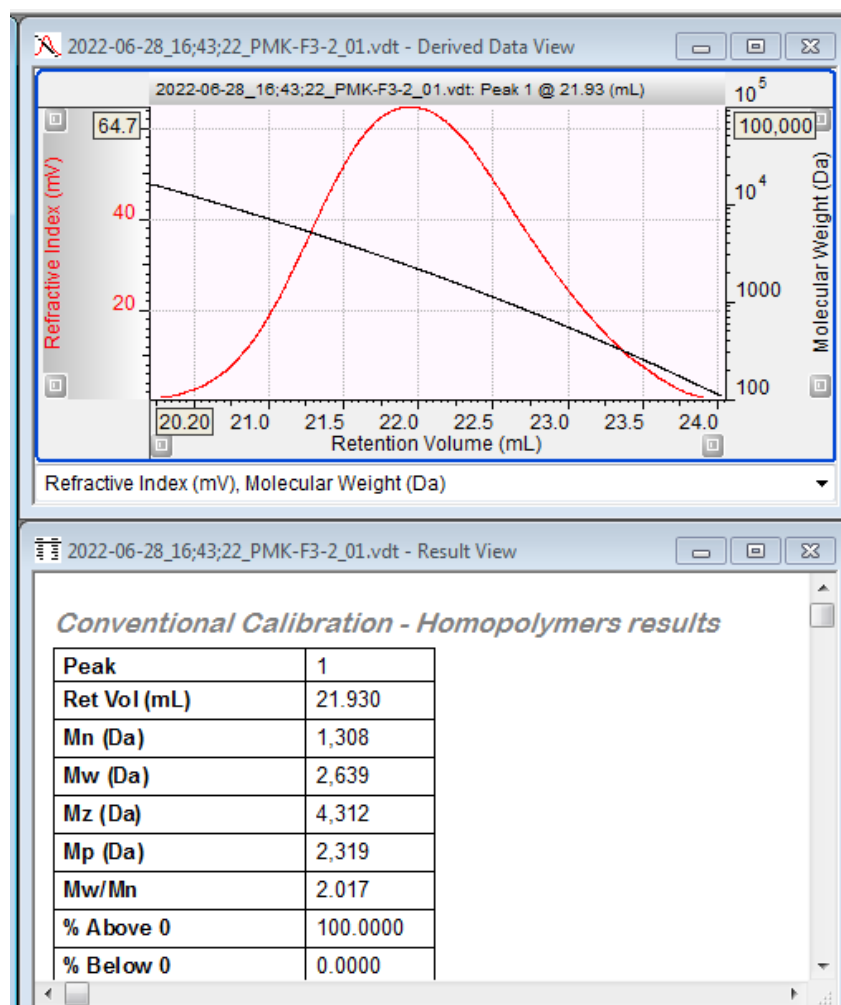 2022-06-28_16;43;22_PMK-F3-2_01.vdt - Derived Data View
2022-06-28_16;43;22_PMK-F3-2_01.vdt: Peak 1 @ 21.93 (mL)
10^5
64.7
100,000
10^4
40
1000
20
100
Refractive Index (mV)
Molecular Weight (Da)
20.20 21.0 21.5 22.0 22.5 23.0 23.5 24.0
Retention Volume (mL)
Refractive Index (mV), Molecular Weight (Da)
2022-06-28_16;43;22_PMK-F3-2_01.vdt - Result View
Conventional Calibration - Homopolymers results
Peak 1
Ret Vol (mL) 21.930
Mn (Da) 1,308
Mw (Da) 2,639
Mz (Da) 4,312
Mp (Da) 2,319
Mw/Mn 2.017
% Above 0 100.0000
% Below 0 0.0000